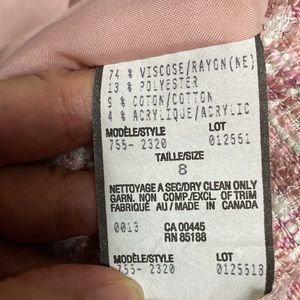 74 % VISCOSE/RAYON(NE)
13 % POLYESTER
9 % COTON/COTTON
4 % ACRYLIQUE/ACRYLIC
MODÈLE/STYLE LOT
755- 2320 012551
TAILLE/SIZE
8
NETTOYAGE A SEC/DRY CLEAN ONLY
GARN. NON COMP./EXCL. OF TRIM
FABRIQUÉ AU / MADE IN CANADA
0013 CA 00445
RN 85188
MODÈLE/STYLE LOT
755- 2320 012551B